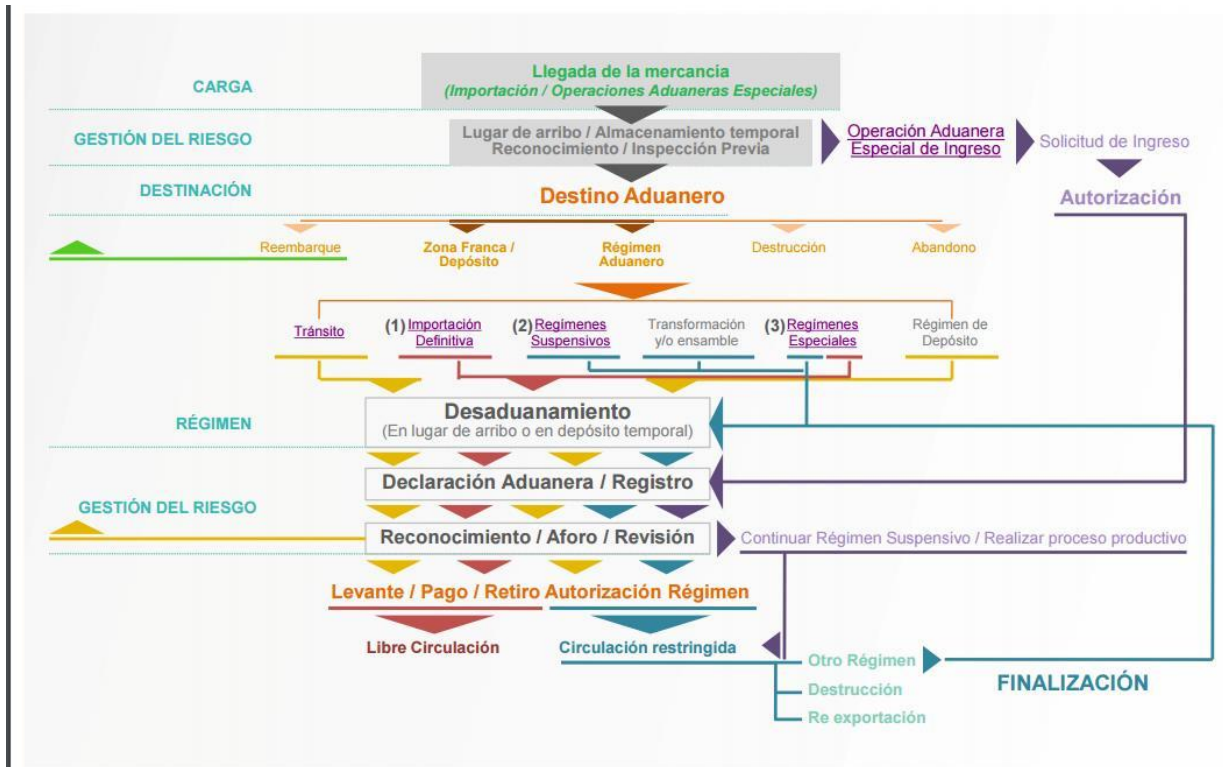 CARGA
Llegada de la mercancia
(Importación / Operaciones Aduaneras Especiales)
GESTIÓN DEL RIESGO
Lugar de arribo / Almacenamiento temporal
Reconocimiento / Inspección Previa
Operación Aduanera
Especial de Ingreso
Solicitud de Ingreso
DESTINACIÓN
Destino Aduanero
Autorización
Reembarque
Zona Franca /
Depósito
Régimen
Aduanero
Destrucción
Abandono
Tránsito
(1) Importación
Definitiva
(2) Regímenes
Suspensivos
Transformación
y/o ensamble
(3) Regímenes
Especiales
Régimen de
Depósito
RÉGIMEN
Desaduanamiento
(En lugar de arribo o en depósito temporal)
Declaración Aduanera / Registro
GESTIÓN DEL RIESGO
Reconocimiento / Aforo / Revisión
Continuar Régimen Suspensivo / Realizar proceso productivo
Levante / Pago / Retiro Autorización Régimen
Libre Circulación
Circulación restringida
Otro Régimen
FINALIZACIÓN
Destrucción
Re exportación